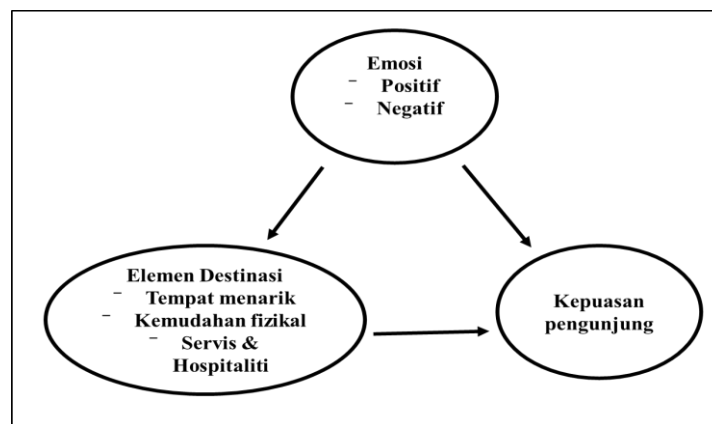 Emosi
- Positif
- Negatif
Elemen Destinasi
- Tempat menarik
- Kemudahan fizikal
- Servis &
Hospitaliti
Kepuasan
pengunjung